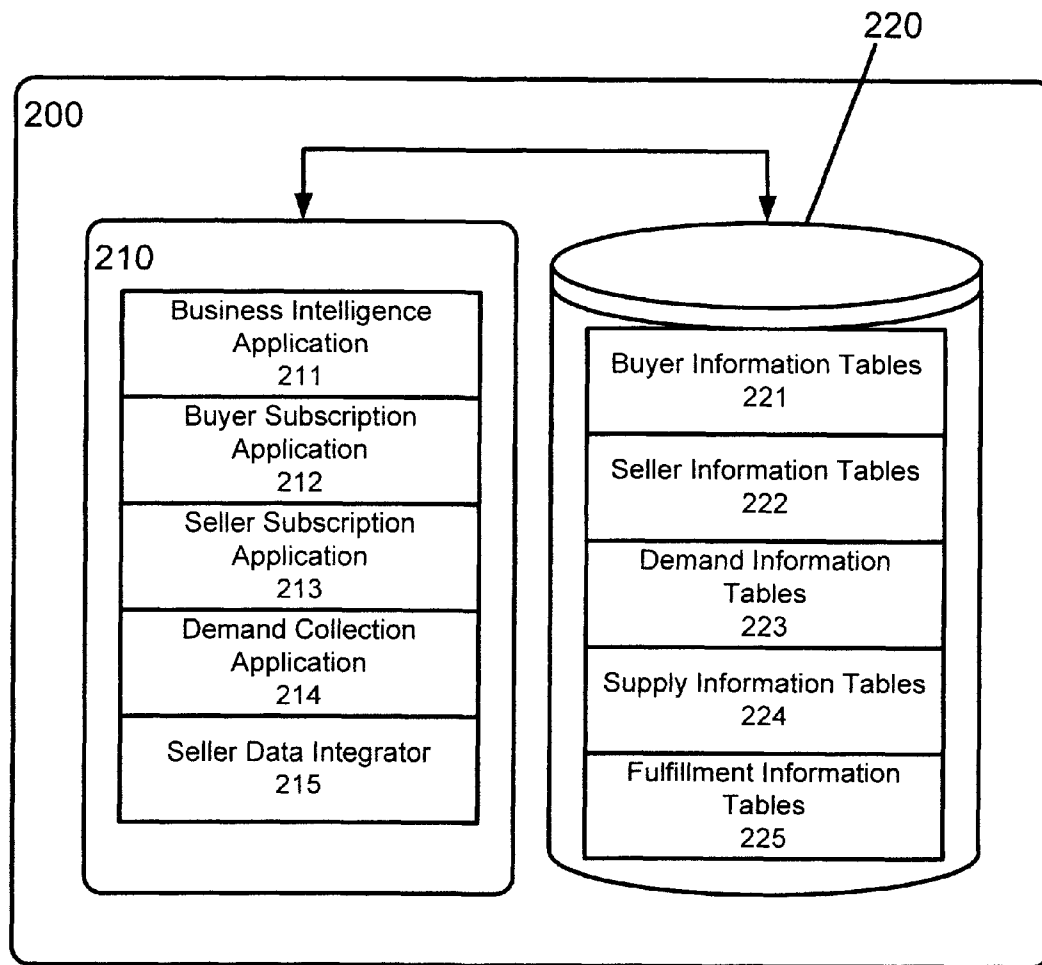 220
200
210
Business Intelligence
Application
211
Buyer Subscription
Application
212
Seller Subscription
Application
213
Demand Collection
Application
214
Seller Data Integrator
215
Buyer Information Tables
221
Seller Information Tables
222
Demand Information
Tables
223
Supply Information Tables
224
Fulfillment Information
Tables
225